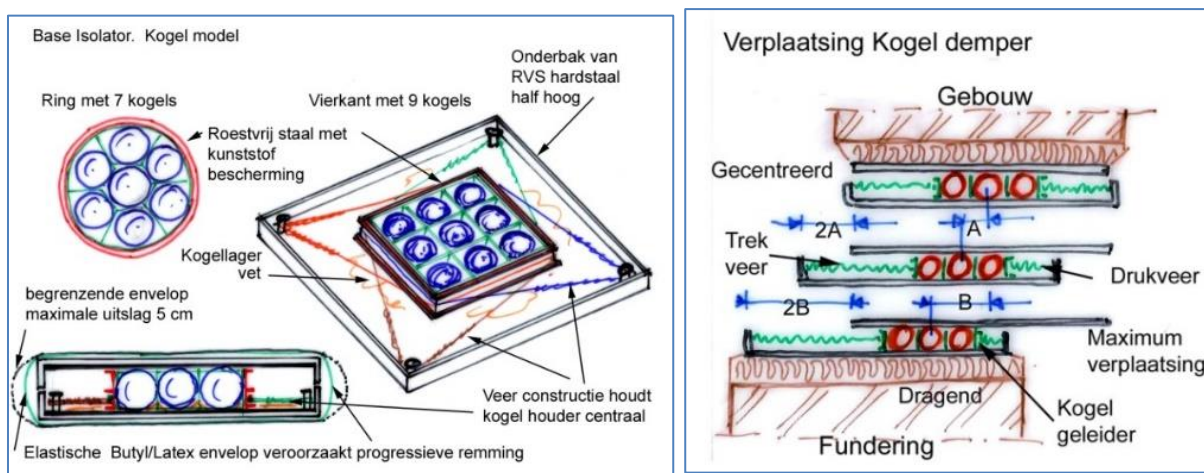 Base Isolator. Kogel model
Onderbak van
RVS hardstaal
half hoog
Ring met 7 kogels
Vierkant met 9 kogels
Roestvrij staal met
kunststof
bescherming
Kogellager
vet
begrenzende envelop
maximale uitslag 5 cm
Veer constructie houdt
kogel houder centraal
Elastische Butyl/Latex envelop veroorzaakt progressieve remming
Verplaatsing Kogel demper
Gebouw
Gecentreerd
2A
A
Trek
veer
Drukveer
2B
B
Maximum
verplaatsing
Dragend
Kogel
geleider
Fundering